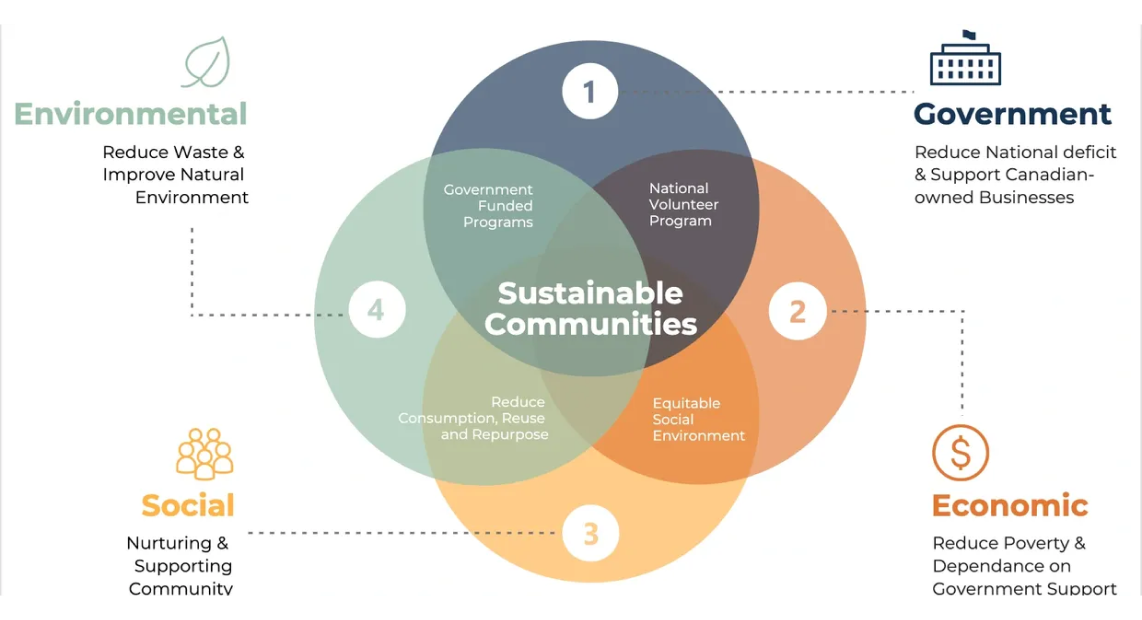 Environmental
Reduce Waste &
Improve Natural
Environment
1
Government
Reduce National deficit
& Support Canadian-
owned Businesses
Government
Funded
Programs
National
Volunteer
Program
4
Sustainable
Communities
2
Reduce
Consumption, Reuse
and Repurpose
Equitable
Social
Environment
Social
Nurturing &
Supporting
Community
3
$
Economic
Reduce Poverty &
Dependance on
Government Support